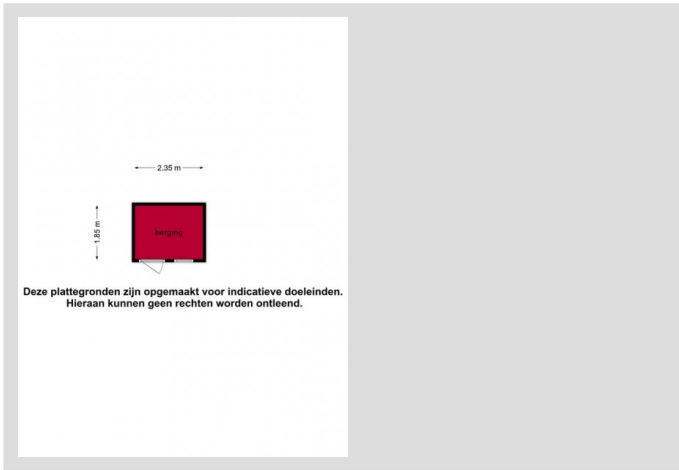 2.35 m
1.85 m
berging
Deze plattegronden zijn opgemaakt voor indicatieve doeleinden.
Hieraan kunnen geen rechten worden ontleend.